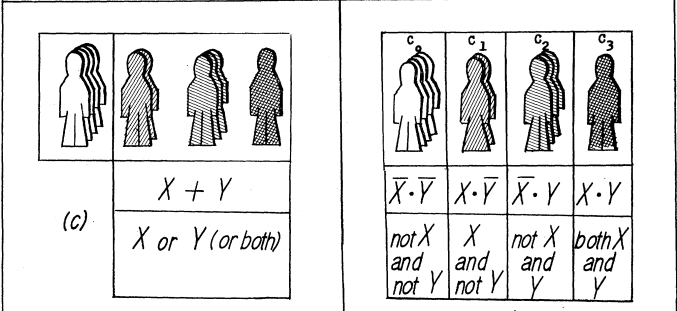 X + Y
(c)
X or Y (or both)
C₀ C₁ C₂ C₃
X̅·Y̅ X·Y̅ X̅·Y X·Y
not X and not Y
X and not Y
not X and Y
both X and Y